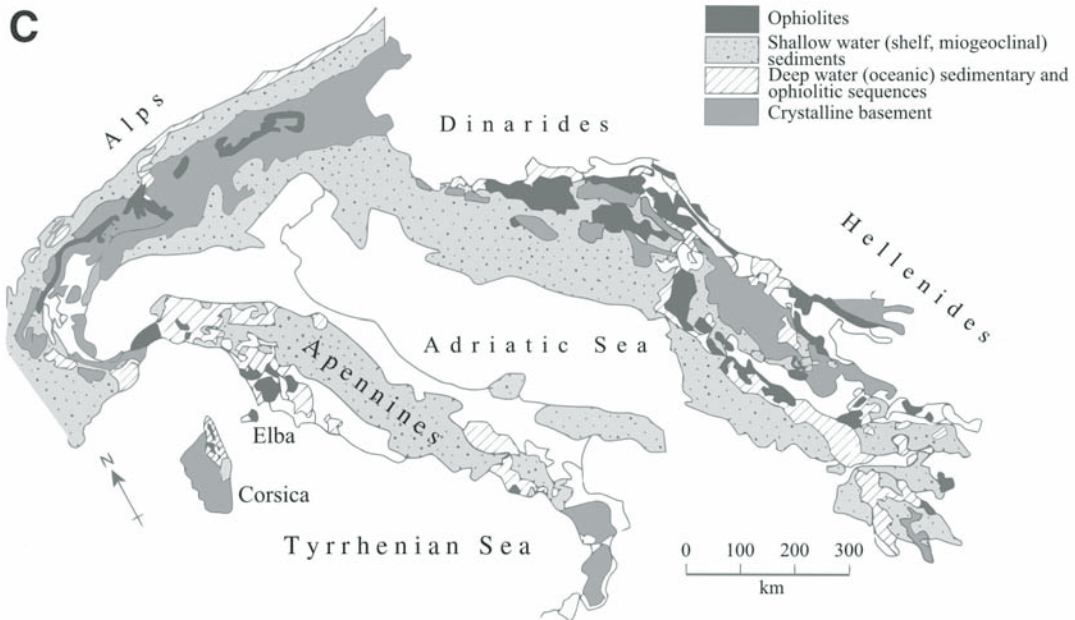 C
Ophiolites
Shallow water (shelf, miogeoclinal)
sediments
Deep water (oceanic) sedimentary and
ophiolitic sequences
Crystalline basement
Alps
Dinarides
Hellenides
Adriatic Sea
Apennines
Elba
Corsica
N
Tyrrhenian Sea
0 100 200 300
km